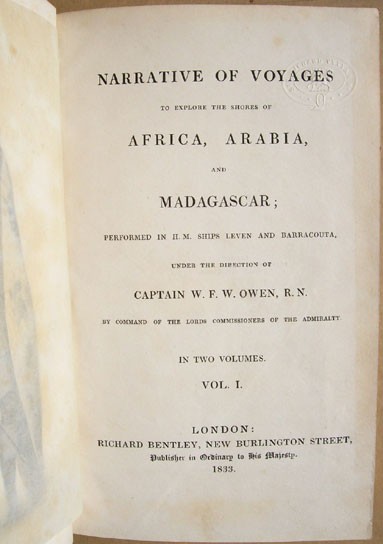 NARRATIVE OF VOYAGES
TO EXPLORE THE SHORES OF
AFRICA, ARABIA,
AND
MADAGASCAR;
PERFORMED IN H. M. SHIPS LEVEN AND BARRACOUTA,
UNDER THE DIRECTION OF
CAPTAIN W. F. W. OWEN, R. N.
BY COMMAND OF THE LORDS COMMISSIONERS OF THE ADMIRALTY.
IN TWO VOLUMES.
VOL. I.
LONDON:
RICHARD BENTLEY, NEW BURLINGTON STREET,
Publisher in Ordinary to His Majesty.
1833.